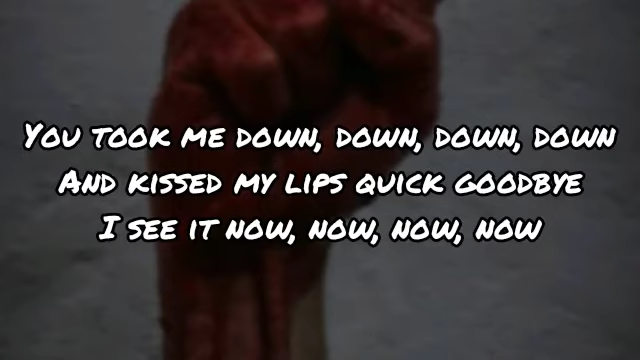 You took me down, down, down, down
And kissed my lips quick goodbye
I see it now, now, now, now